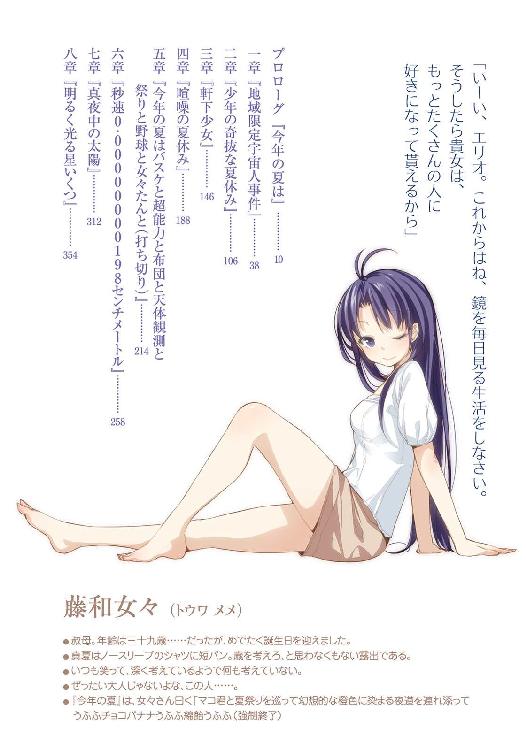 「いーい、エリオ。これからはね、鏡を毎日見る生活をしなさい。
そうしたら貴女は、
もっとたくさんの人に
好きになって貰えるから」
プロローグ『今年の夏は』………… 10
一章『地域限定宇宙人事件』……… 38
二章『少年の奇抜な夏休み』……… 106
三章『軒下少女』………… 146
四章『喧噪の夏休み』……… 188
五章『今年の夏はバスケと超能力と布団と天体観測と
祭りと野球と女々たんと(打ち切り)』……… 214
六章『秒速0.0000000000198センチメートル』……… 258
七章『真夜中の太陽』……… 312
八章『明るく光る星いくつ』……… 354
藤和女々(トウワ メメ)
●叔母。年齢は一十九歳……だったが、めでたく誕生日を迎えました。
●真夏はノースリーブのシャツに短パン。歳を考えろ、と思わなくもない露出である。
●いつも笑って、深く考えているようで何も考えていない。
●ぜったい大人じゃないよな、この人……。
●『今年の夏』は、女々さん曰く「マコ君と夏祭りを巡って幻想的な橙色に染まる夜道を連れ添って
うふふチョコバナナうふふ綿飴うふふ(強制終了)